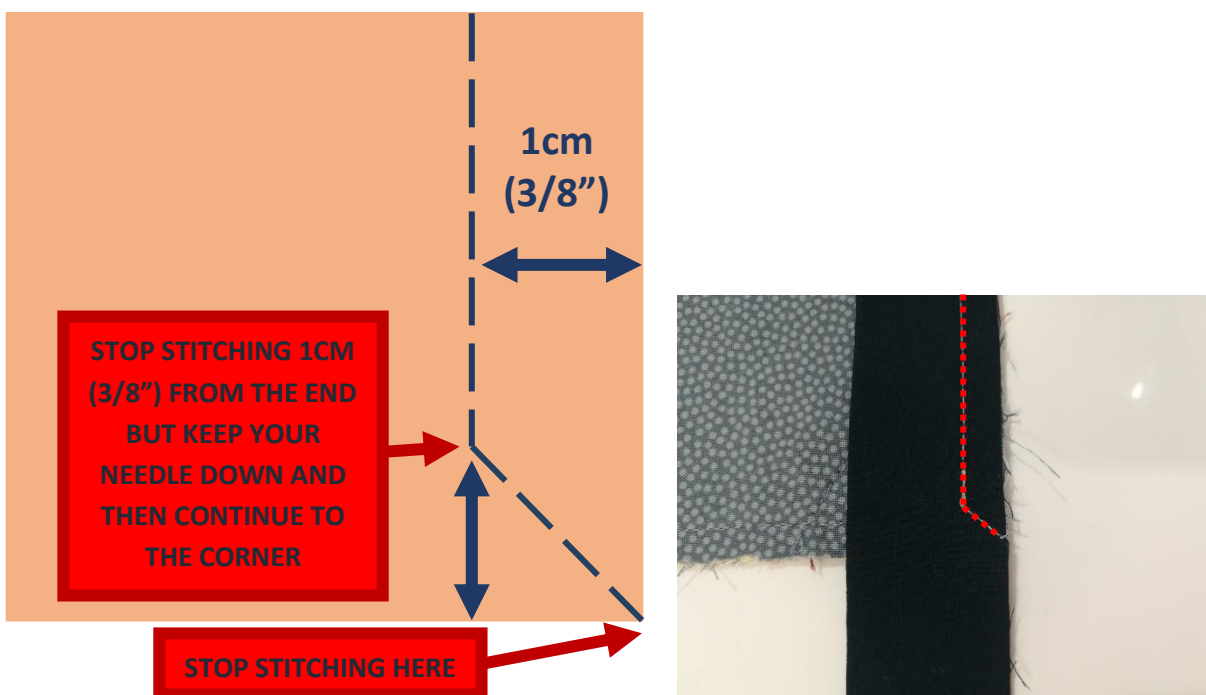 1cm
(3/8”)
STOP STITCHING 1CM
(3/8”) FROM THE END
BUT KEEP YOUR
NEEDLE DOWN AND
THEN CONTINUE TO
THE CORNER
STOP STITCHING HERE